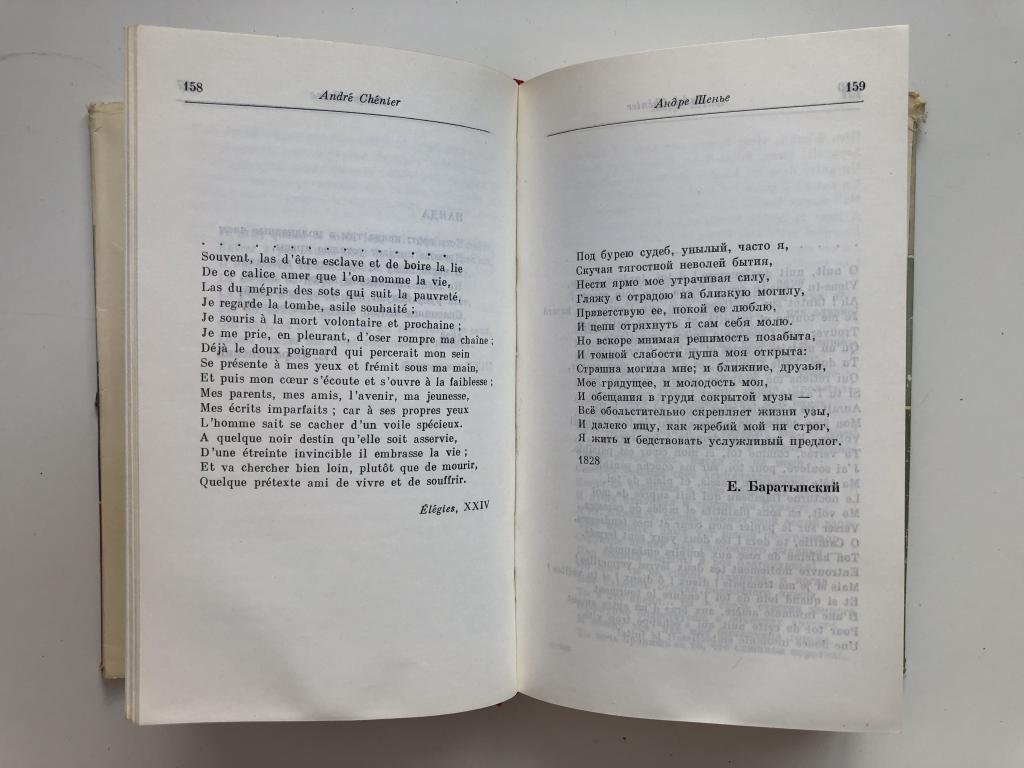 158
André Chénier
. . . . . . . . . . . . . . . . .
Souvent, las d'être esclave et de boire la lie
De ce calice amer que l'on nomme la vie,
Las du mépris des sots qui suit la pauvreté,
Je regarde la tombe, asile souhaité ;
Je souris à la mort volontaire et prochaine ;
Je me prie, en pleurant, d'oser rompre ma chaîne ;
Déjà le doux poignard qui percerait mon sein
Se présente à mes yeux et frémit sous ma main,
Et puis mon cœur s'écoute et s'ouvre à la faiblesse ;
Mes parents, mes amis, l'avenir, ma jeunesse,
Mes écrits imparfaits ; car à ses propres yeux
L'homme sait se cacher d'un voile spécieux.
A quelque noir destin qu'elle soit asservie,
D'une étreinte invincible il embrasse la vie ;
Et va chercher bien loin, plutôt que de mourir,
Quelque prétexte ami de vivre et de souffrir.
Élégies, XXIV
Андре Шенье
159
Под бурею судеб, унылый, часто я,
Скучая тягостной неволей бытия,
Нести ярмо мое утрачивая силу,
Гляжу с отрадою на близкую могилу,
Приветствую ее, покой ее люблю,
И цепи отряхнуть я сам себя молю.
Но вскоре мнимая решимость позабыта,
И томной слабости душа моя открыта:
Страшна могила мне; и ближние, друзья,
Мое грядущее, и молодость моя,
И обещания в груди сокрытой музы —
Всё обольстительно скрепляет жизни узы,
И далеко ищу, как жребий мой ни строг,
Я жить и бедствовать услужливый предлог.
1828
Е. Баратынский